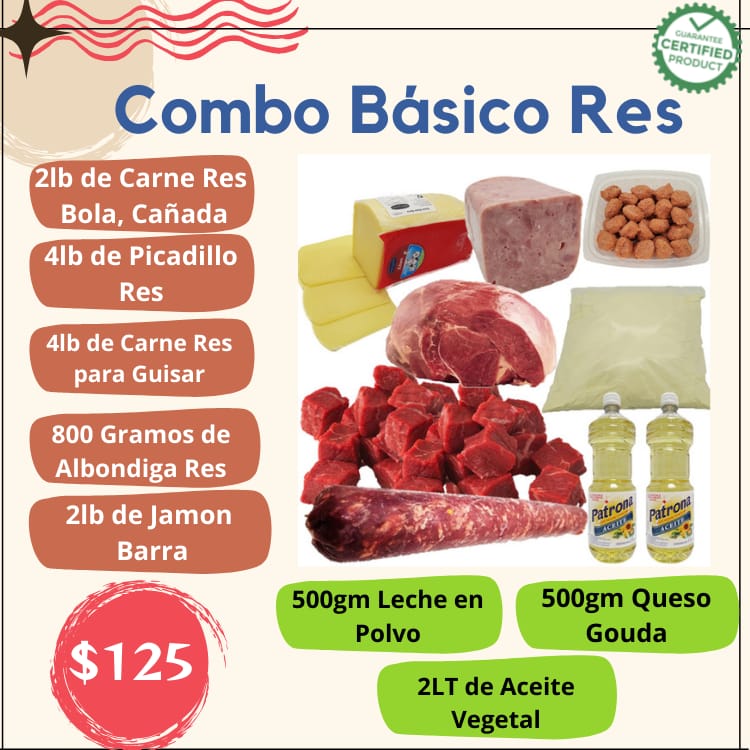 GUARANTEE
CERTIFIED
PRODUCT
Combo Básico Res
2lb de Carne Res
Bola, Cañada
4lb de Picadillo
Res
4lb de Carne Res
para Guisar
800 Gramos de
Albondiga Res
2lb de Jamon
Barra
Patrona
ACEITE
Patrona
ACEITE
$125
500gm Leche en
Polvo
500gm Queso
Gouda
2LT de Aceite
Vegetal